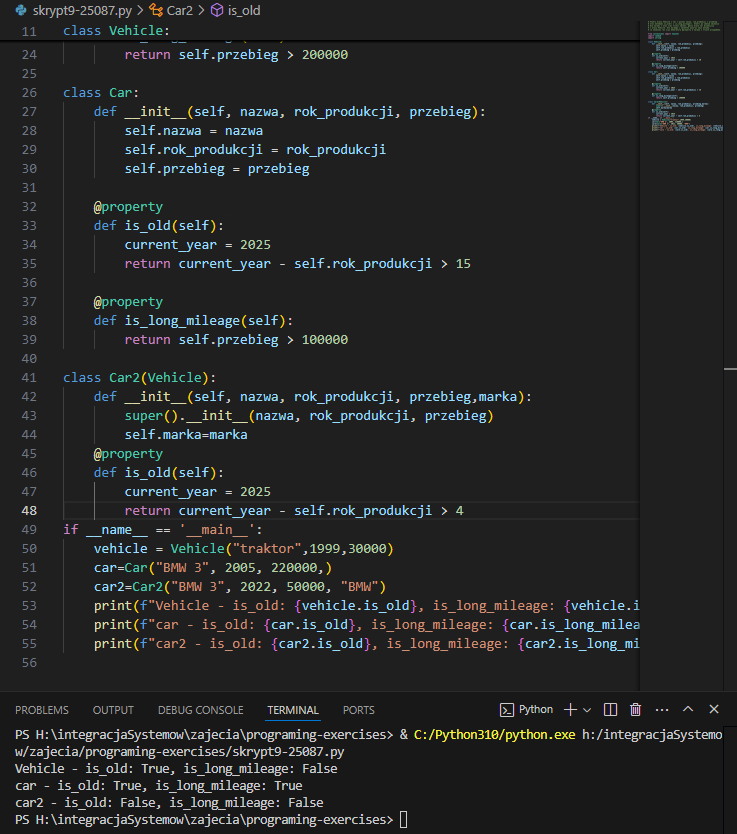 skrypt9-25087.py > Car2 > is_old
11 class Vehicle:
24 return self.przebieg > 200000
25
26 class Car:
27 def __init__(self, nazwa, rok_produkcji, przebieg):
28 self.nazwa = nazwa
29 self.rok_produkcji = rok_produkcji
30 self.przebieg = przebieg
31
32 @property
33 def is_old(self):
34 current_year = 2025
35 return current_year - self.rok_produkcji > 15
36
37 @property
38 def is_long_mileage(self):
39 return self.przebieg > 100000
40
41 class Car2(Vehicle):
42 def __init__(self, nazwa, rok_produkcji, przebieg,marka):
43 super().__init__(nazwa, rok_produkcji, przebieg)
44 self.marka=marka
45 @property
46 def is_old(self):
47 current_year = 2025
48 return current_year - self.rok_produkcji > 4
49 if __name__ == '__main__':
50 vehicle = Vehicle("traktor",1999,30000)
51 car=Car("BMW 3", 2005, 220000,)
52 car2=Car2("BMW 3", 2022, 50000, "BMW")
53 print(f"Vehicle - is_old: {vehicle.is_old}, is_long_mileage: {vehicle.i
54 print(f"car - is_old: {car.is_old}, is_long_mileage: {car.is_long_milea
55 print(f"car2 - is_old: {car2.is_old}, is_long_mileage: {car2.is_long_mi
56
PROBLEMS OUTPUT DEBUG CONSOLE TERMINAL PORTS Python
PS H:\integracjaSystemow\zajecia\programing-exercises> & C:/Python310/python.exe h:/integracjaSystemo
w/zajecia/programing-exercises/skrypt9-25087.py
Vehicle - is_old: True, is_long_mileage: False
car - is_old: True, is_long_mileage: True
car2 - is_old: False, is_long_mileage: False
PS H:\integracjaSystemow\zajecia\programing-exercises>